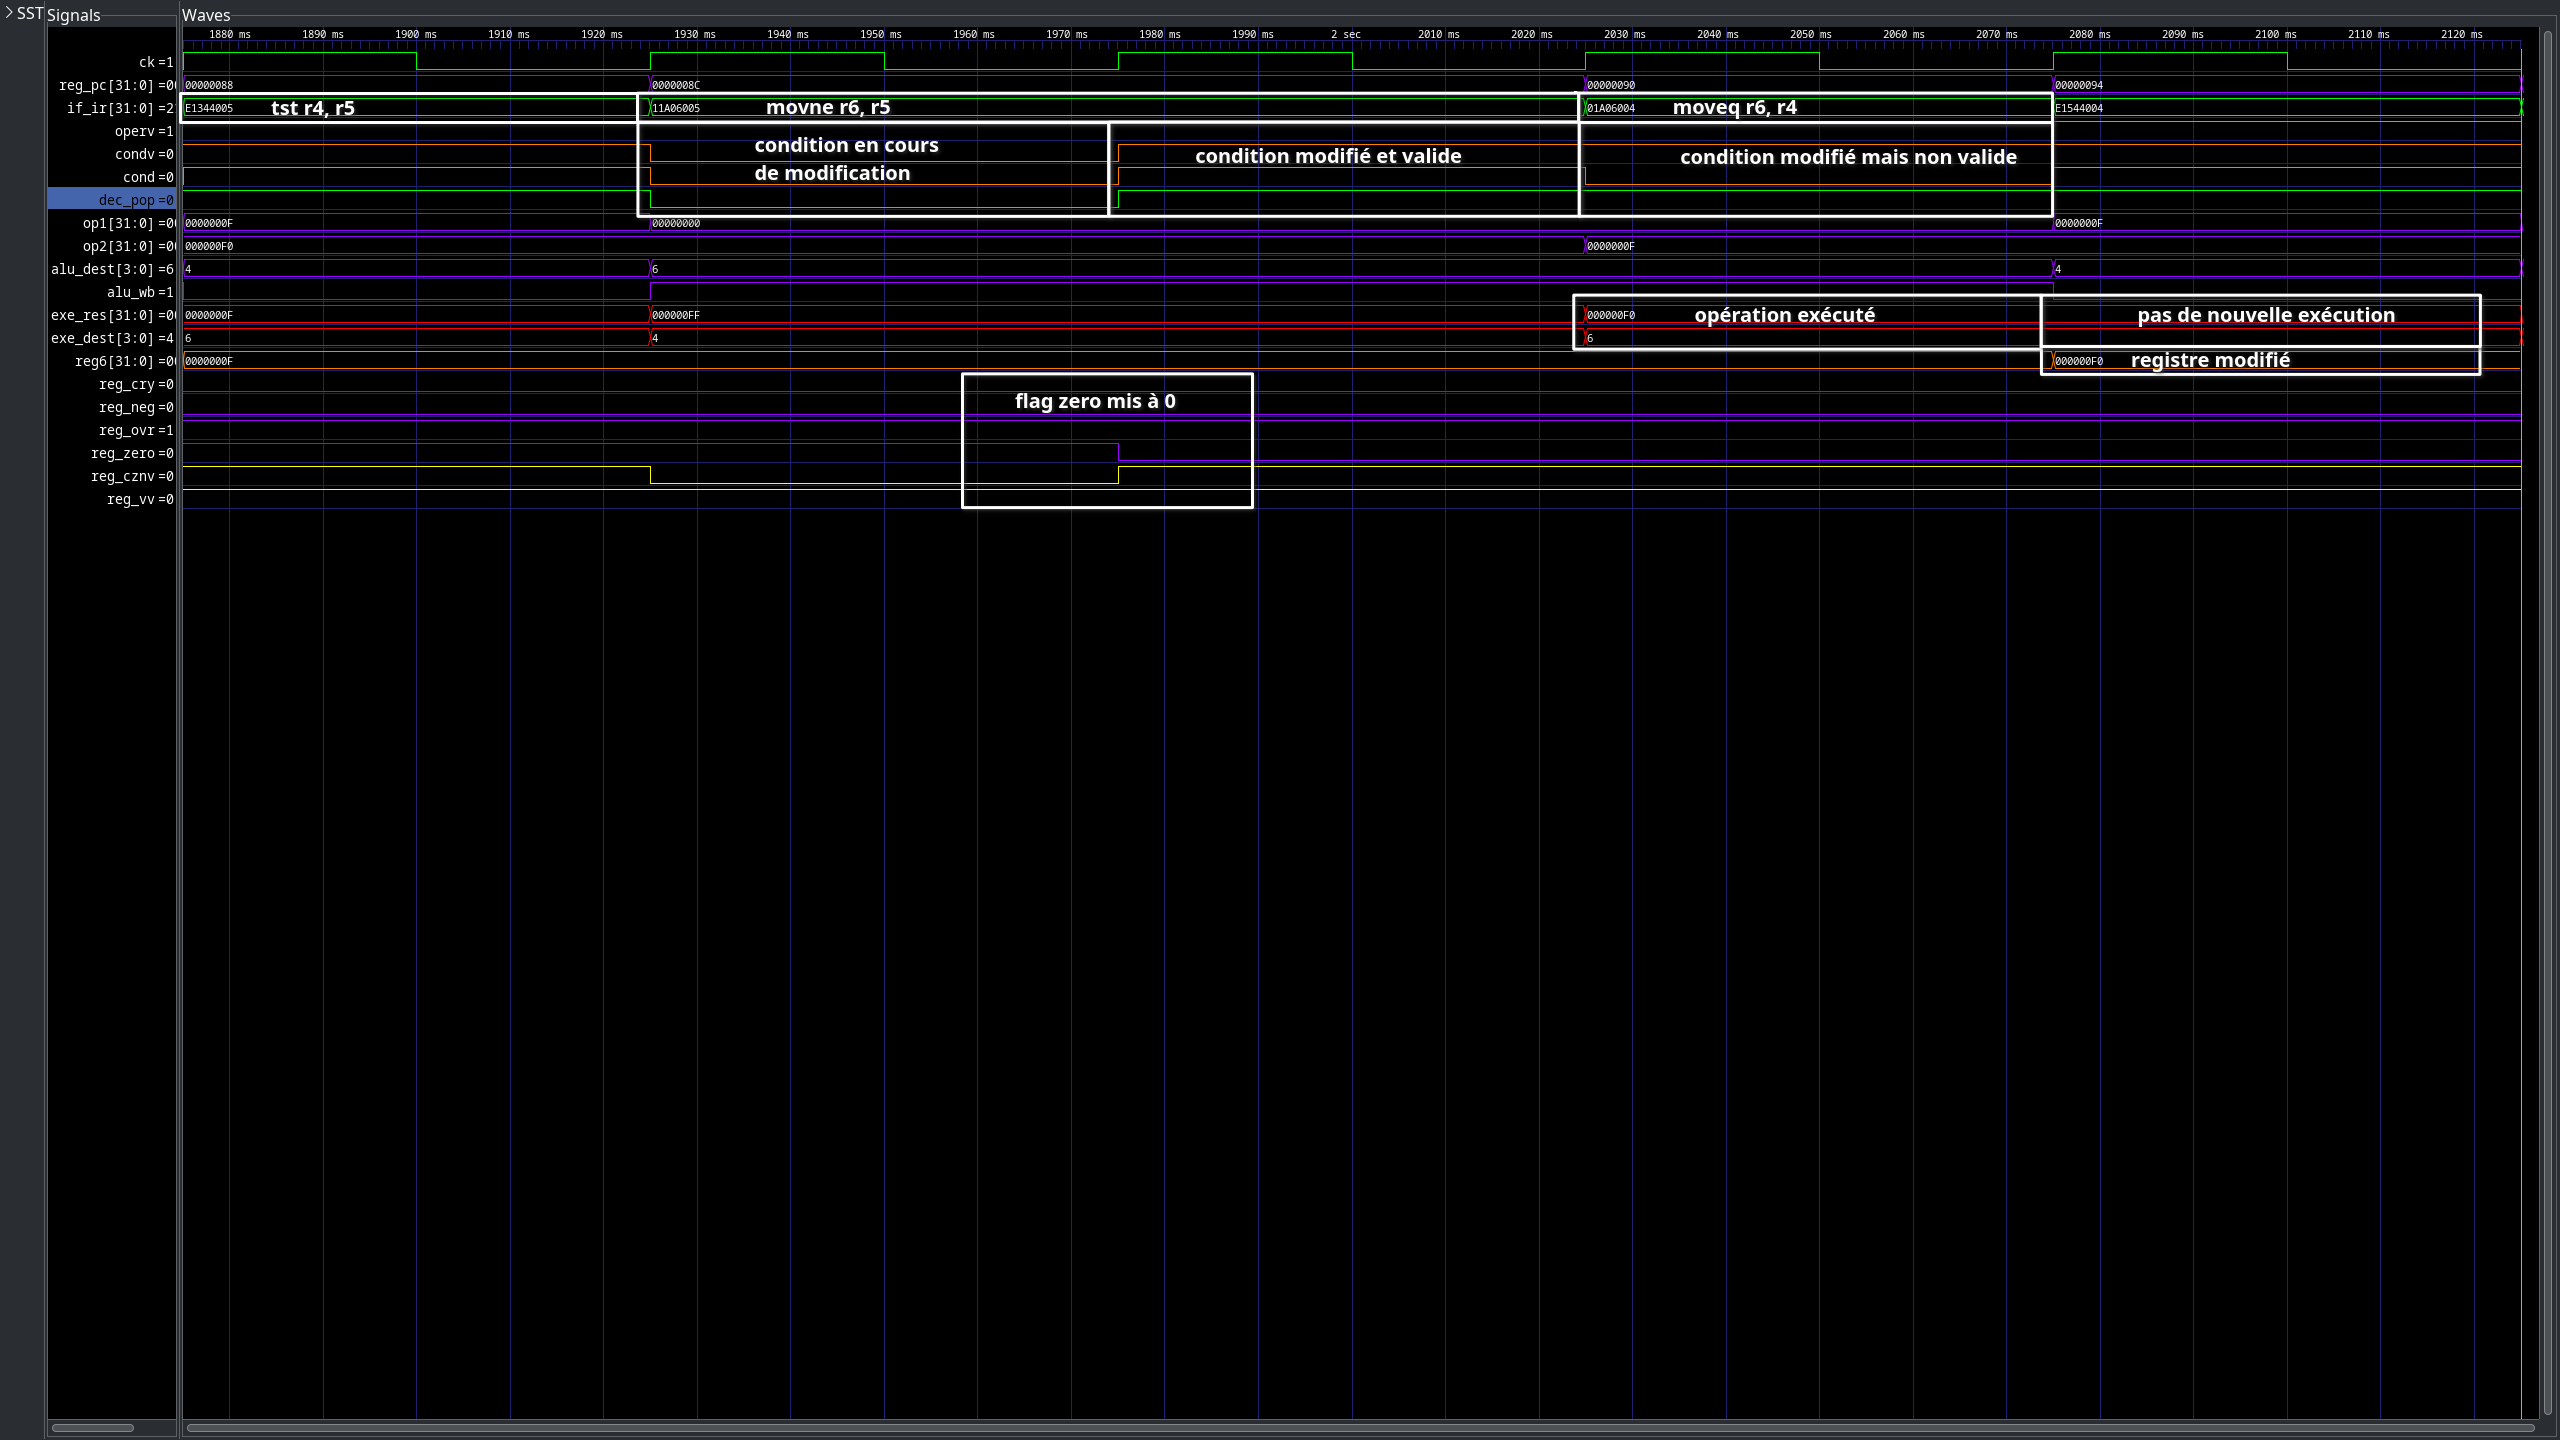 SST
Signals
Waves
1880 ms 1890 ms 1900 ms 1910 ms 1920 ms 1930 ms 1940 ms 1950 ms 1960 ms 1970 ms 1980 ms 1990 ms 2 sec 2010 ms 2020 ms 2030 ms 2040 ms 2050 ms 2060 ms 2070 ms 2080 ms 2090 ms 2100 ms 2110 ms 2120 ms
ck =1
reg_pc[31:0] =00 00000088 0000008C 00000090 00000094
if_ir[31:0] =2 E1344005 tst r4, r5 11A06005 movne r6, r5 01A06004 moveq r6, r4 E1544004
operv =1
condition en cours
de modification
condition modifié et valide
condition modifié mais non valide
condv =0
cond =0
dec_pop =0
op1[31:0] =00 0000000F 00000000 0000000F
op2[31:0] =00 000000F0 0000000F
alu_dest[3:0] =6 4 6 4
alu_wb =1
exe_res[31:0] =00 0000000F 000000FF 000000F0 opération exécuté pas de nouvelle exécution
exe_dest[3:0] =4 6 4 6
reg6[31:0] =00 0000000F 000000F0 registre modifié
reg_cry =0
flag zero mis à 0
reg_neg =0
reg_ovr =1
reg_zero =0
reg_cznv =0
reg_vv =0